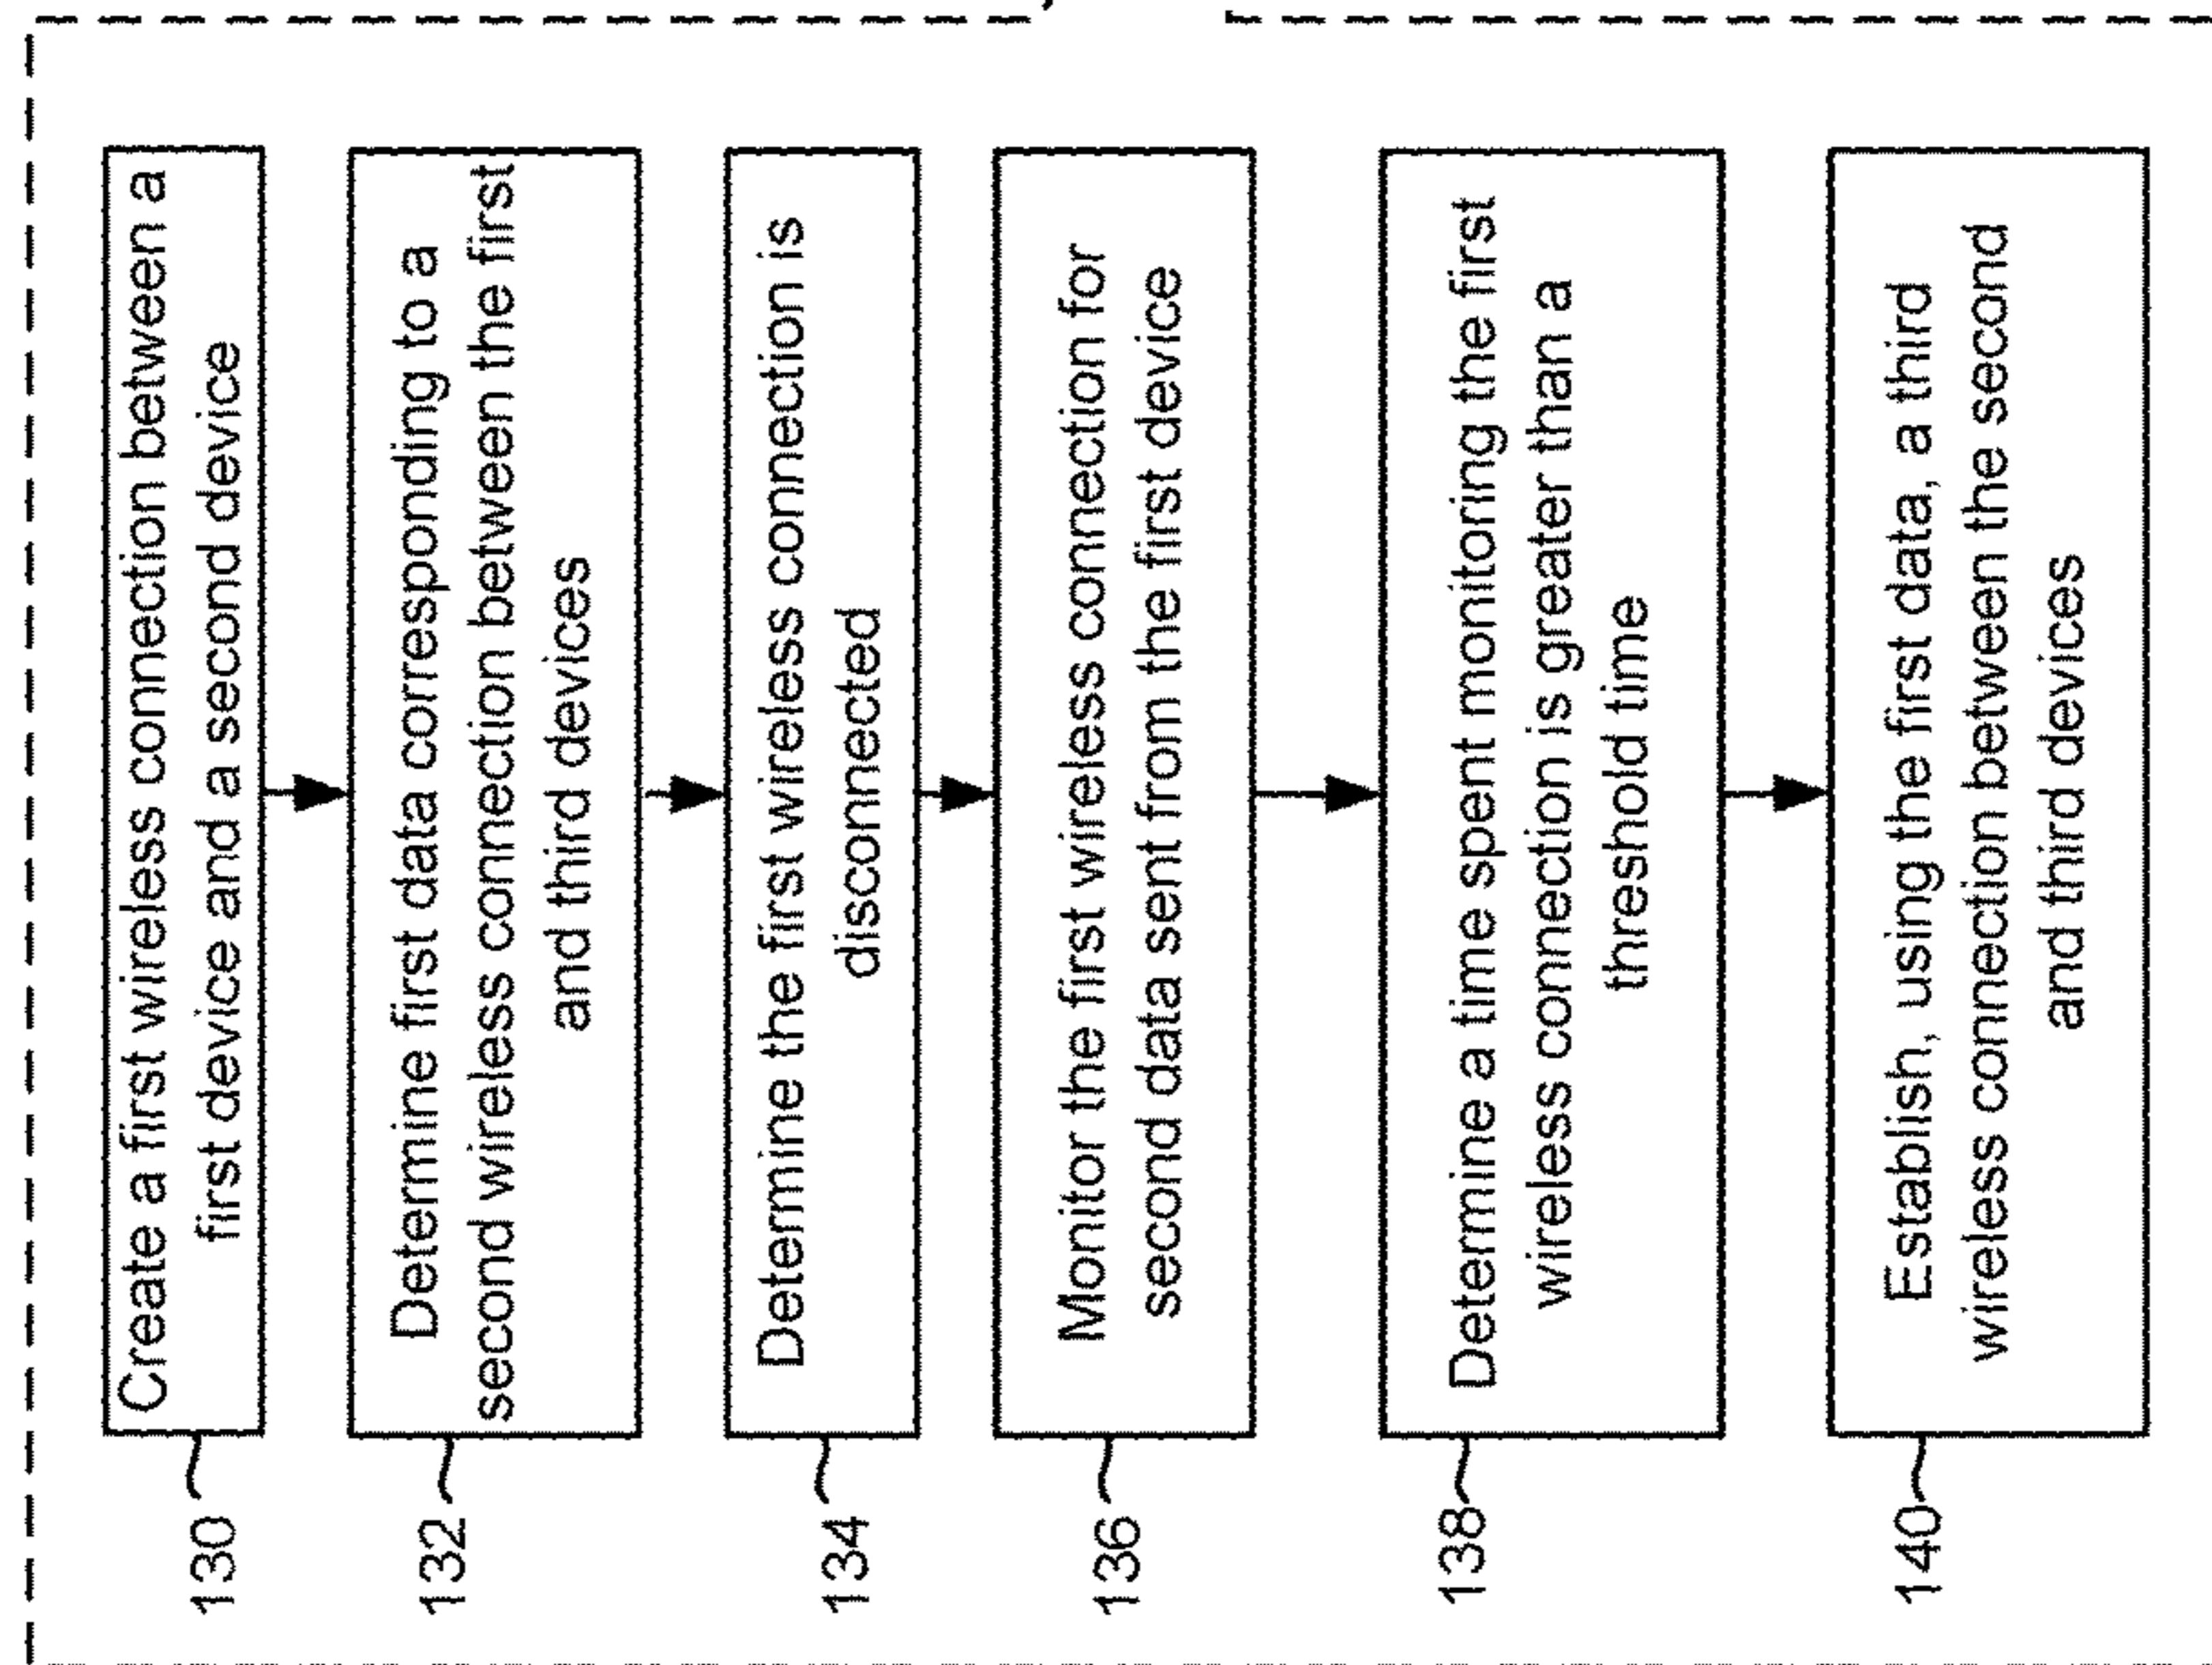 130
Create a first wireless connection between a
first device and a second device
132
Determine first data corresponding to a
second wireless connection between the first
and third devices
134
Determine the first wireless connection is
disconnected
136
Monitor the first wireless connection for
second data sent from the first device
138
Determine a time spent monitoring the first
wireless connection is greater than a
threshold time
140
Establish, using the first data, a third
wireless connection between the second
and third devices